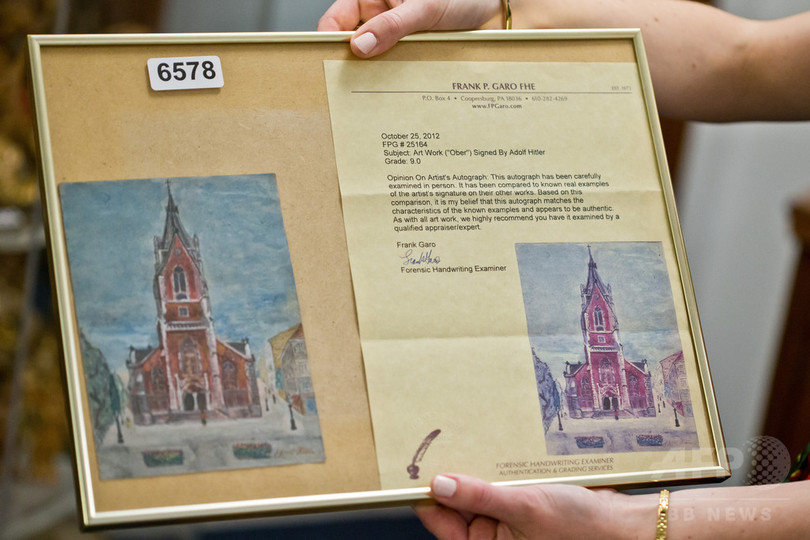 6578
FRANK P. GARO FHE
P.O. Box 4 • Coopersburg, PA 18036 • 610-282-4268
www.FPGaro.com
October 25, 2012
FPG # 25164
Subject: Art Work ("Ober") Signed By Adolf Hitler
Grade: 9.0
Opinion On Artist's Autograph: This autograph has been carefully
examined in person. It has been compared to known real examples
of the artist's signature on their other works. Based on this
comparison, it is my belief that this autograph matches the
characteristics of the known examples and appears to be authentic.
As with all art work, we highly recommend you have it examined by a
qualified appraiser/expert.
Frank Garo
Frank Garo
Forensic Handwriting Examiner
FORENSIC HANDWRITING EXAMINER
AUTHENTICATION & GRADING SERVICES
AFP
BB NEWS